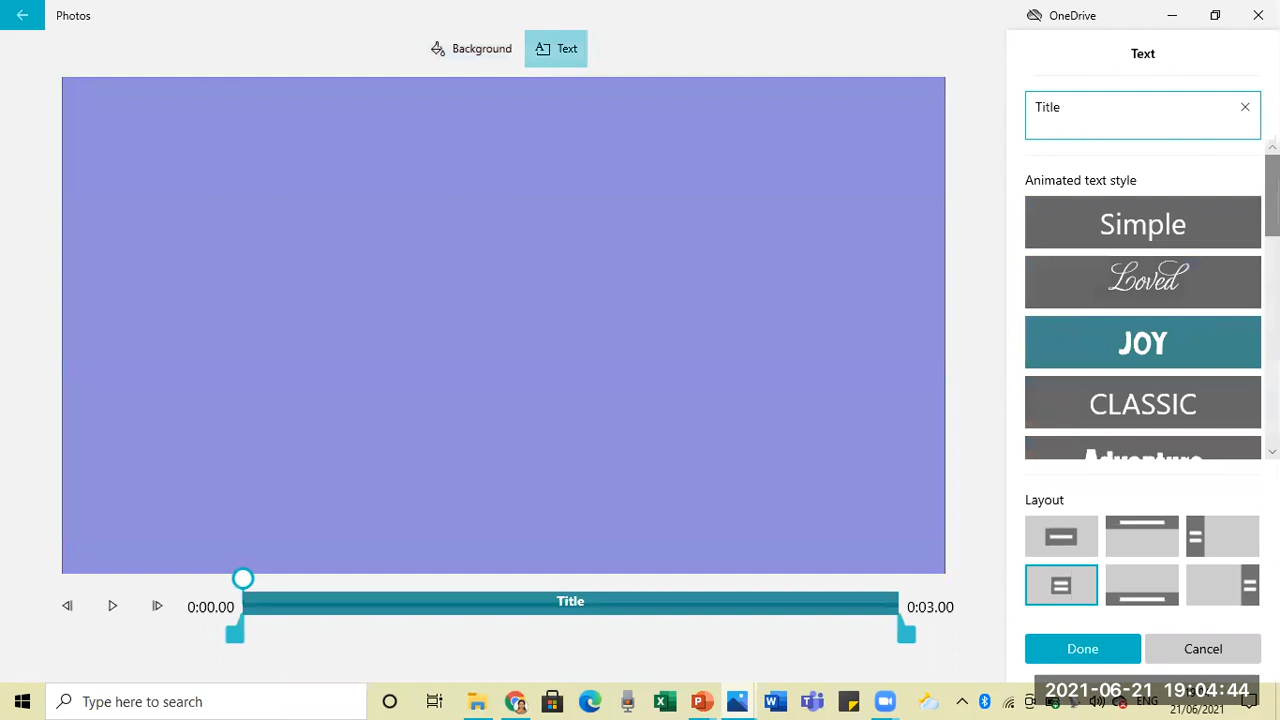 Photos
OneDrive
Background
Text
Text
Title
Animated text style
Simple
Loved
JOY
CLASSIC
Adventure
Layout
0:00.00
Title
0:03.00
Done
Cancel
Type here to search
2021-06-21 19:04:44
ENG
21/06/2021